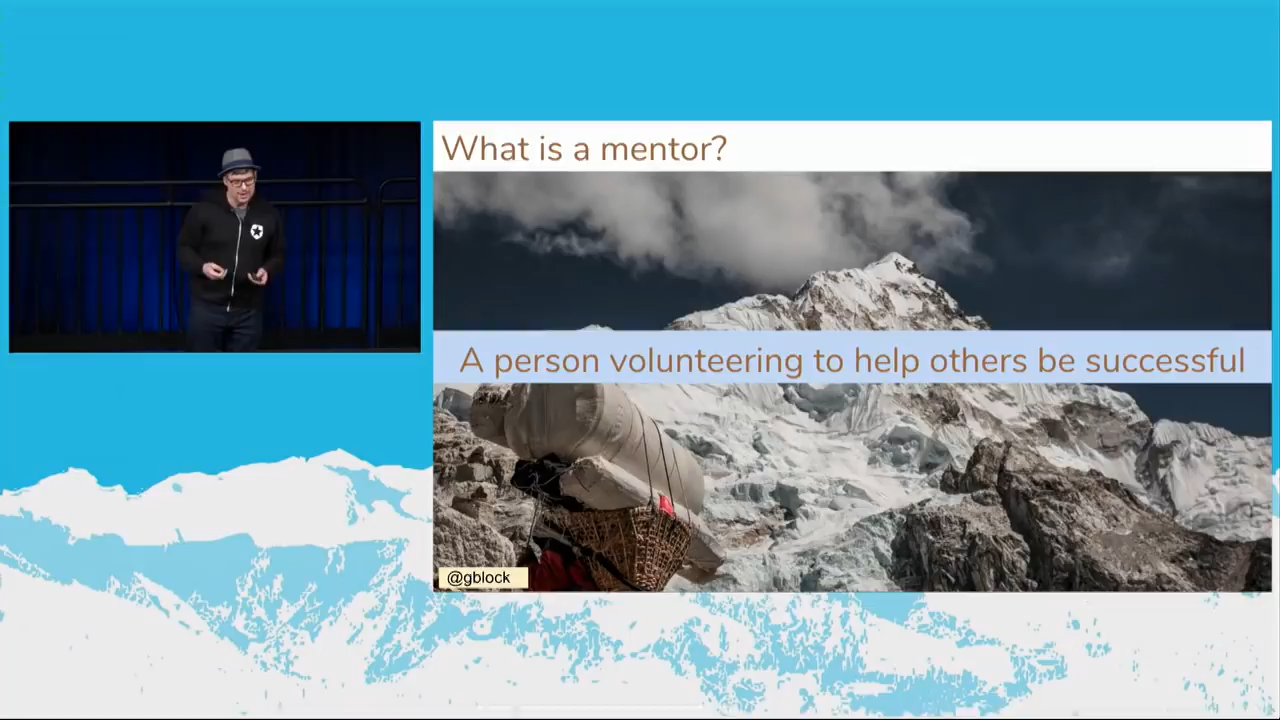 What is a mentor?
A person volunteering to help others be successful
@gblock